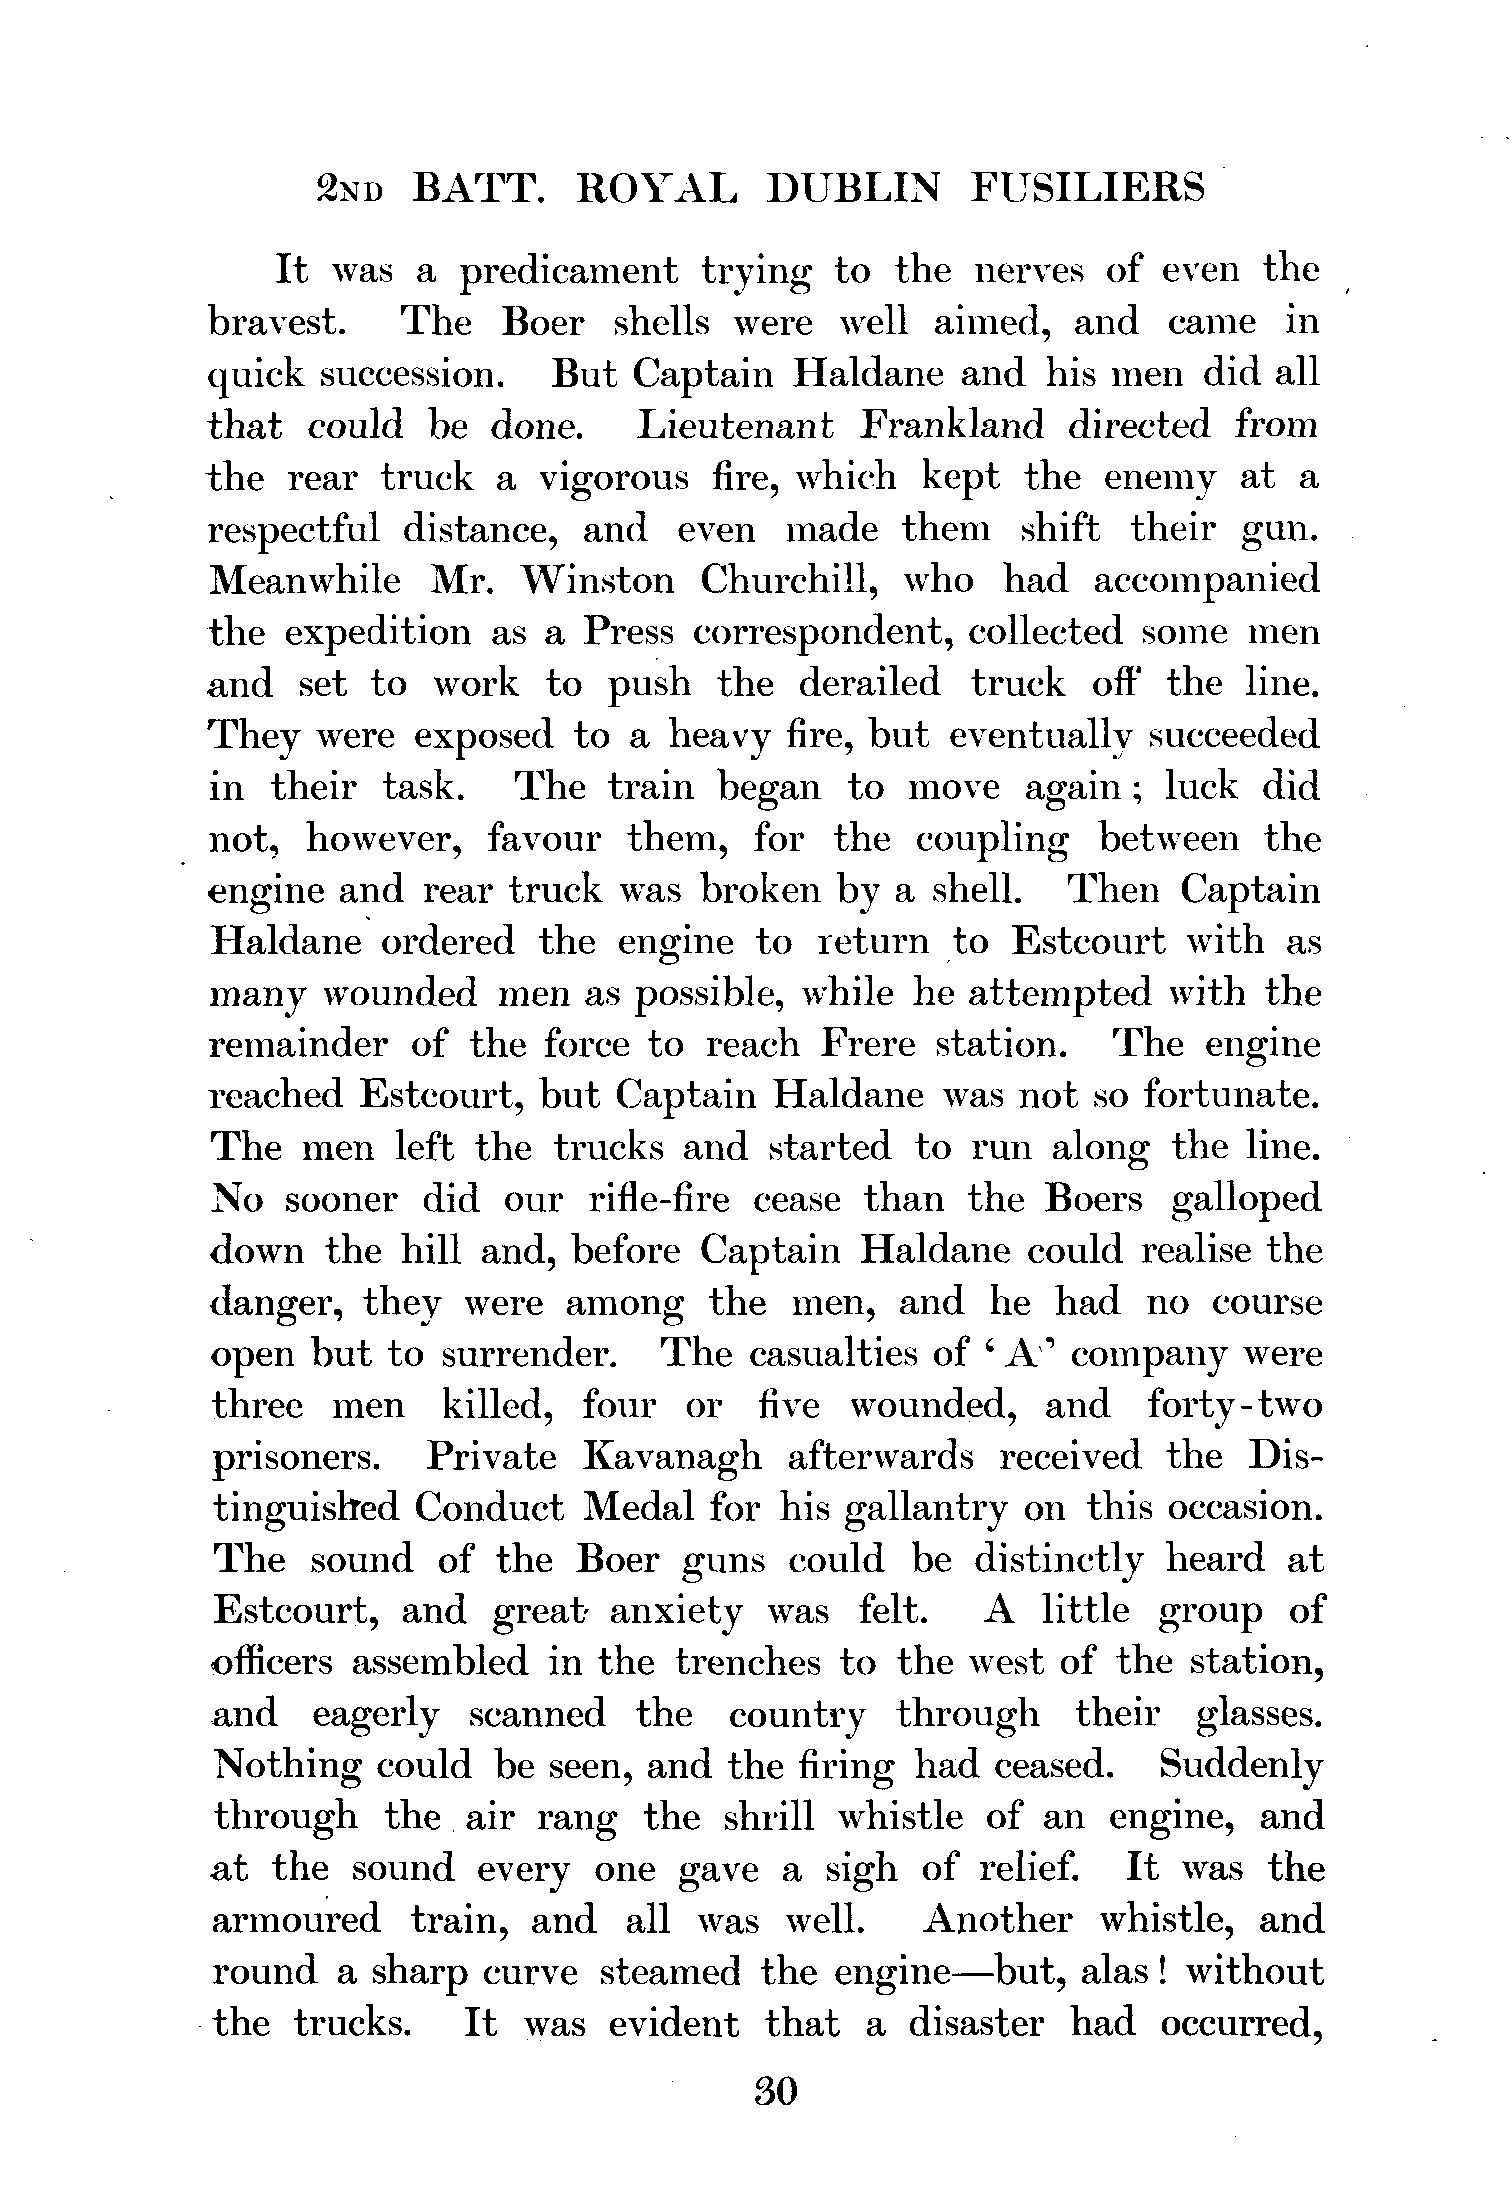 2ND BATT. ROYAL DUBLIN FUSILIERS
It was a predicament trying to the nerves of even the
bravest. The Boer shells were well aimed, and came in
quick succession. But Captain Haldane and his men did all
that could be done. Lieutenant Frankland directed from
the rear truck a vigorous fire, which kept the enemy at a
respectful distance, and even made them shift their gun.
Meanwhile Mr. Winston Churchill, who had accompanied
the expedition as a Press correspondent, collected some men
and set to work to push the derailed truck off the line.
They were exposed to a heavy fire, but eventually succeeded
in their task. The train began to move again ; luck did
not, however, favour them, for the coupling between the
engine and rear truck was broken by a shell. Then Captain
Haldane ordered the engine to return to Estcourt with as
many wounded men as possible, while he attempted with the
remainder of the force to reach Frere station. The engine
reached Estcourt, but Captain Haldane was not so fortunate.
The men left the trucks and started to run along the line.
No sooner did our rifle-fire cease than the Boers galloped
down the hill and, before Captain Haldane could realise the
danger, they were among the men, and he had no course
open but to surrender. The casualties of ‘ A ’ company were
three men killed, four or five wounded, and forty-two
prisoners. Private Kavanagh afterwards received the Dis-
tinguished Conduct Medal for his gallantry on this occasion.
The sound of the Boer guns could be distinctly heard at
Estcourt, and great anxiety was felt. A little group of
officers assembled in the trenches to the west of the station,
and eagerly scanned the country through their glasses.
Nothing could be seen, and the firing had ceased. Suddenly
through the air rang the shrill whistle of an engine, and
at the sound every one gave a sigh of relief. It was the
armoured train, and all was well. Another whistle, and
round a sharp curve steamed the engine—but, alas ! without
the trucks. It was evident that a disaster had occurred,
30